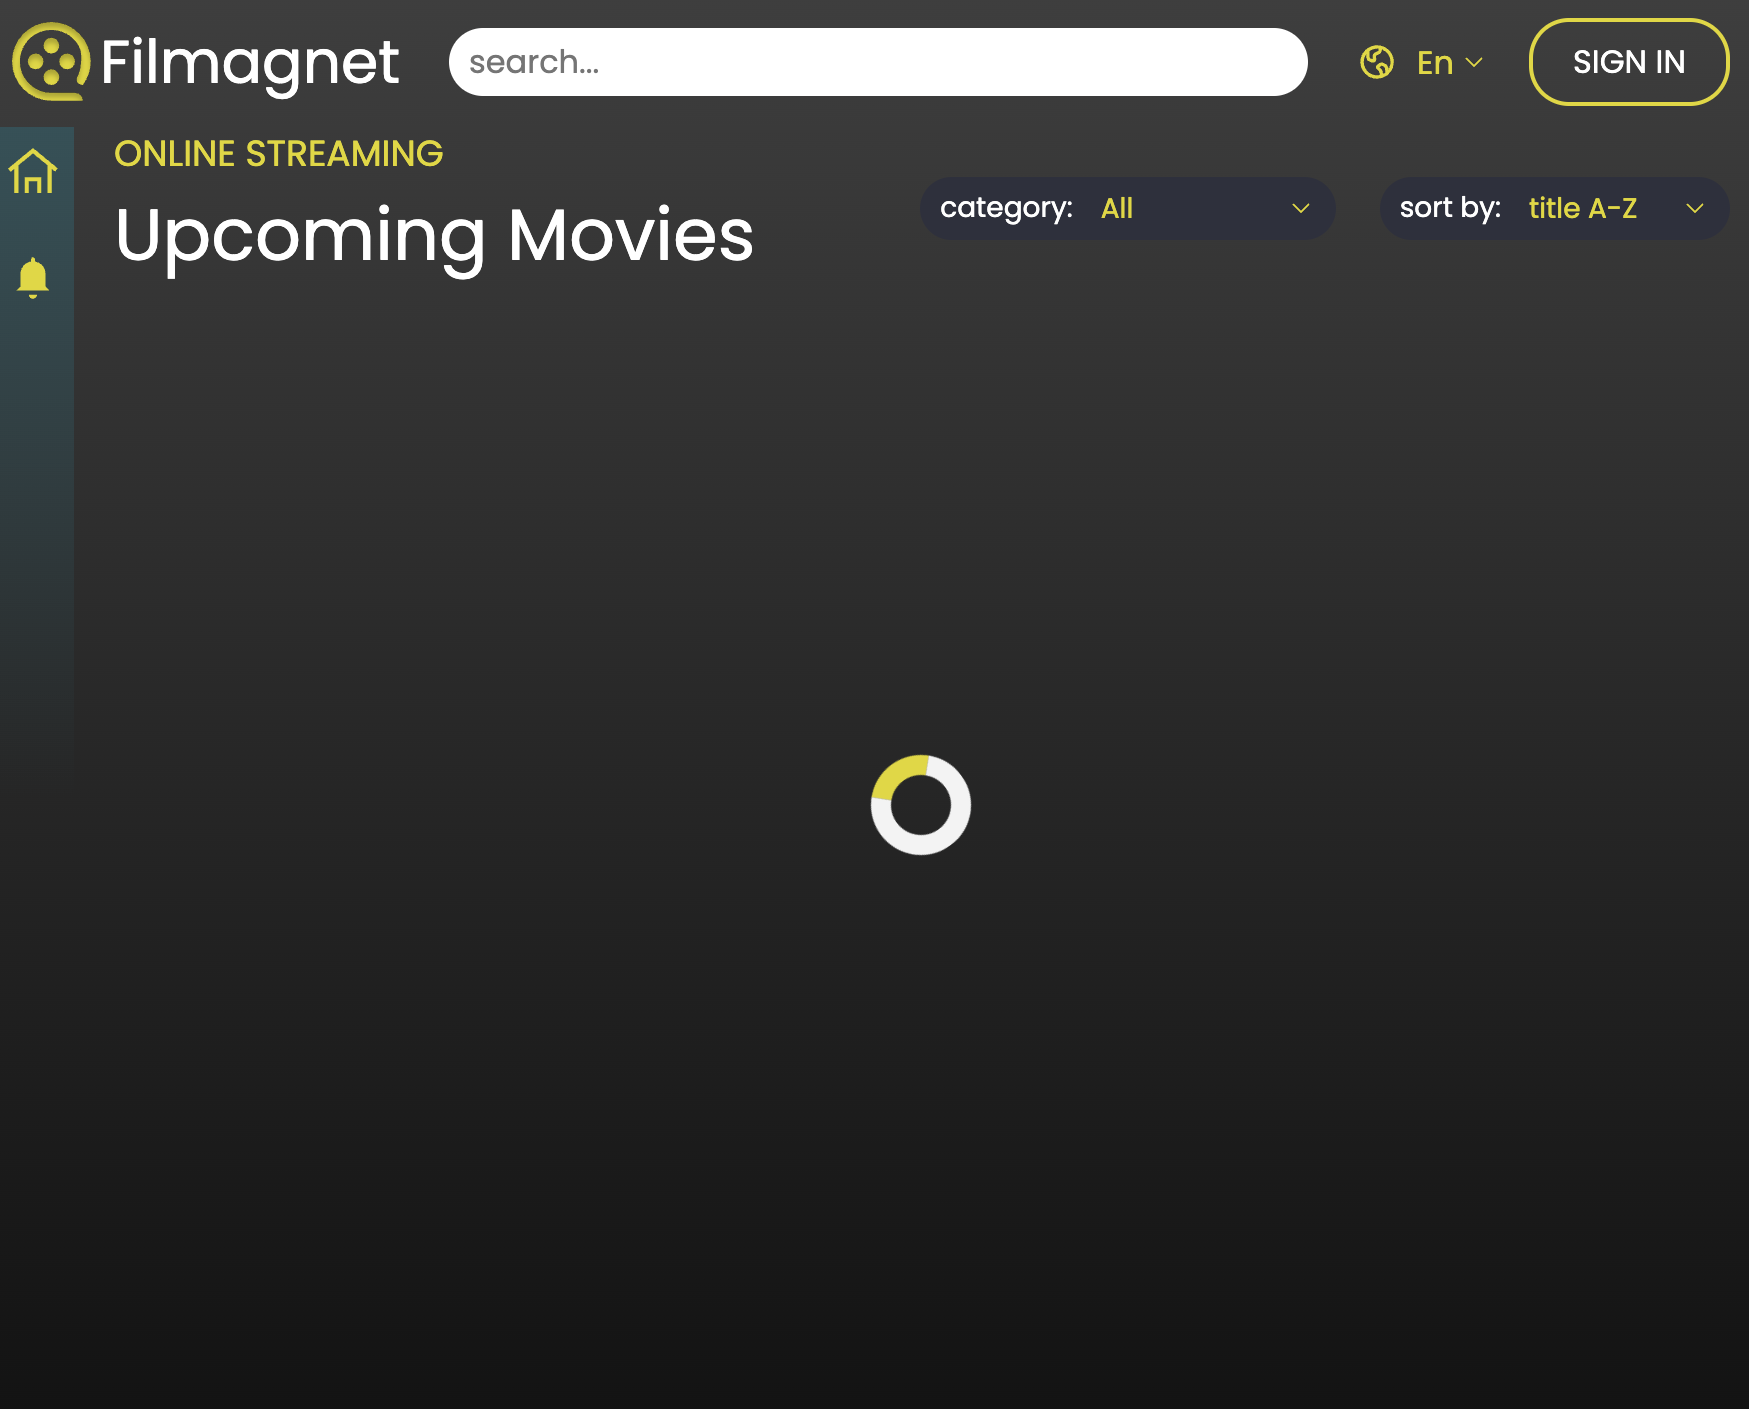 Filmagnet
search...
En
SIGN IN
ONLINE STREAMING
Upcoming Movies
category: All
sort by: title A-Z